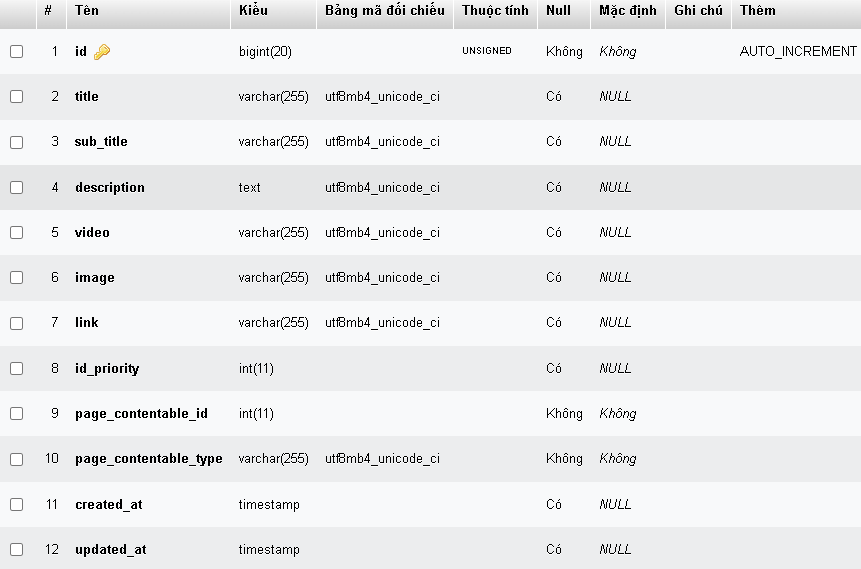 # Tên Kiểu Bảng mã đối chiếu Thuộc tính Null Mặc định Ghi chú Thêm
1 id bigint(20) UNSIGNED Không Không AUTO_INCREMENT
2 title varchar(255) utf8mb4_unicode_ci Có NULL
3 sub_title varchar(255) utf8mb4_unicode_ci Có NULL
4 description text utf8mb4_unicode_ci Có NULL
5 video varchar(255) utf8mb4_unicode_ci Có NULL
6 image varchar(255) utf8mb4_unicode_ci Có NULL
7 link varchar(255) utf8mb4_unicode_ci Có NULL
8 id_priority int(11) Có NULL
9 page_contentable_id int(11) Không Không
10 page_contentable_type varchar(255) utf8mb4_unicode_ci Không Không
11 created_at timestamp Có NULL
12 updated_at timestamp Có NULL